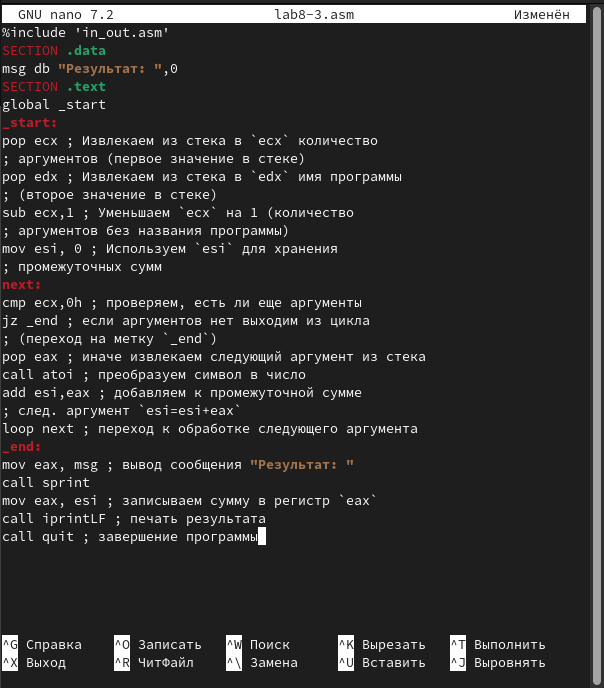 GNU nano 7.2 lab8-3.asm Изменён
%include 'in_out.asm'
SECTION .data
msg db "Результат: ",0
SECTION .text
global _start
_start:
pop ecx ; Извлекаем из стека в `ecx` количество
; аргументов (первое значение в стеке)
pop edx ; Извлекаем из стека в `edx` имя программы
; (второе значение в стеке)
sub ecx,1 ; Уменьшаем `ecx` на 1 (количество
; аргументов без названия программы)
mov esi, 0 ; Используем `esi` для хранения
; промежуточных сумм
next:
cmp ecx,0h ; проверяем, есть ли еще аргументы
jz _end ; если аргументов нет выходим из цикла
; (переход на метку `_end`)
pop eax ; иначе извлекаем следующий аргумент из стека
call atoi ; преобразуем символ в число
add esi,eax ; добавляем к промежуточной сумме
; след. аргумент `esi=esi+eax`
loop next ; переход к обработке следующего аргумента
_end:
mov eax, msg ; вывод сообщения "Результат: "
call sprint
mov eax, esi ; записываем сумму в регистр `eax`
call iprintLF ; печать результата
call quit ; завершение программы
^G Справка ^O Записать ^W Поиск ^K Вырезать ^T Выполнить
^X Выход ^R ЧитФайл ^\ Замена ^U Вставить ^J Выровнять